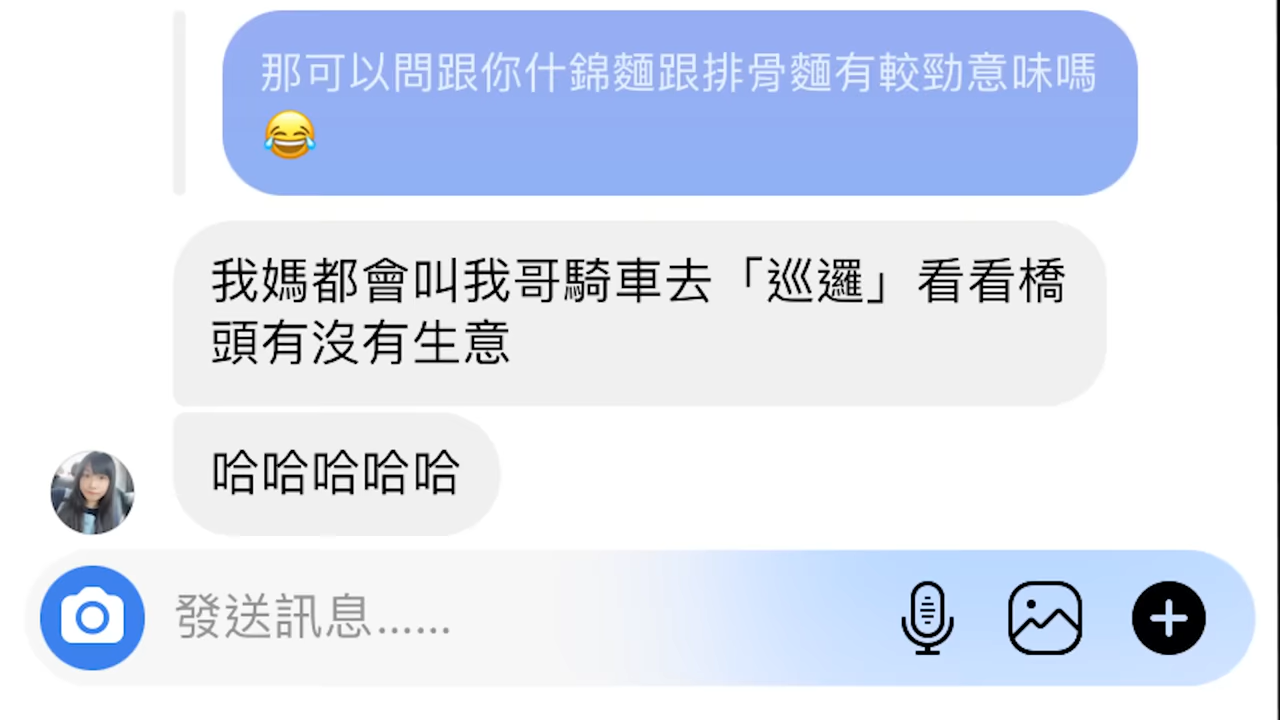 那可以問跟你什錦麵跟排骨麵有較勁意味嗎
😂
我媽都會叫我哥騎車去「巡邏」看看橋
頭有沒有生意
哈哈哈哈哈
發送訊息......